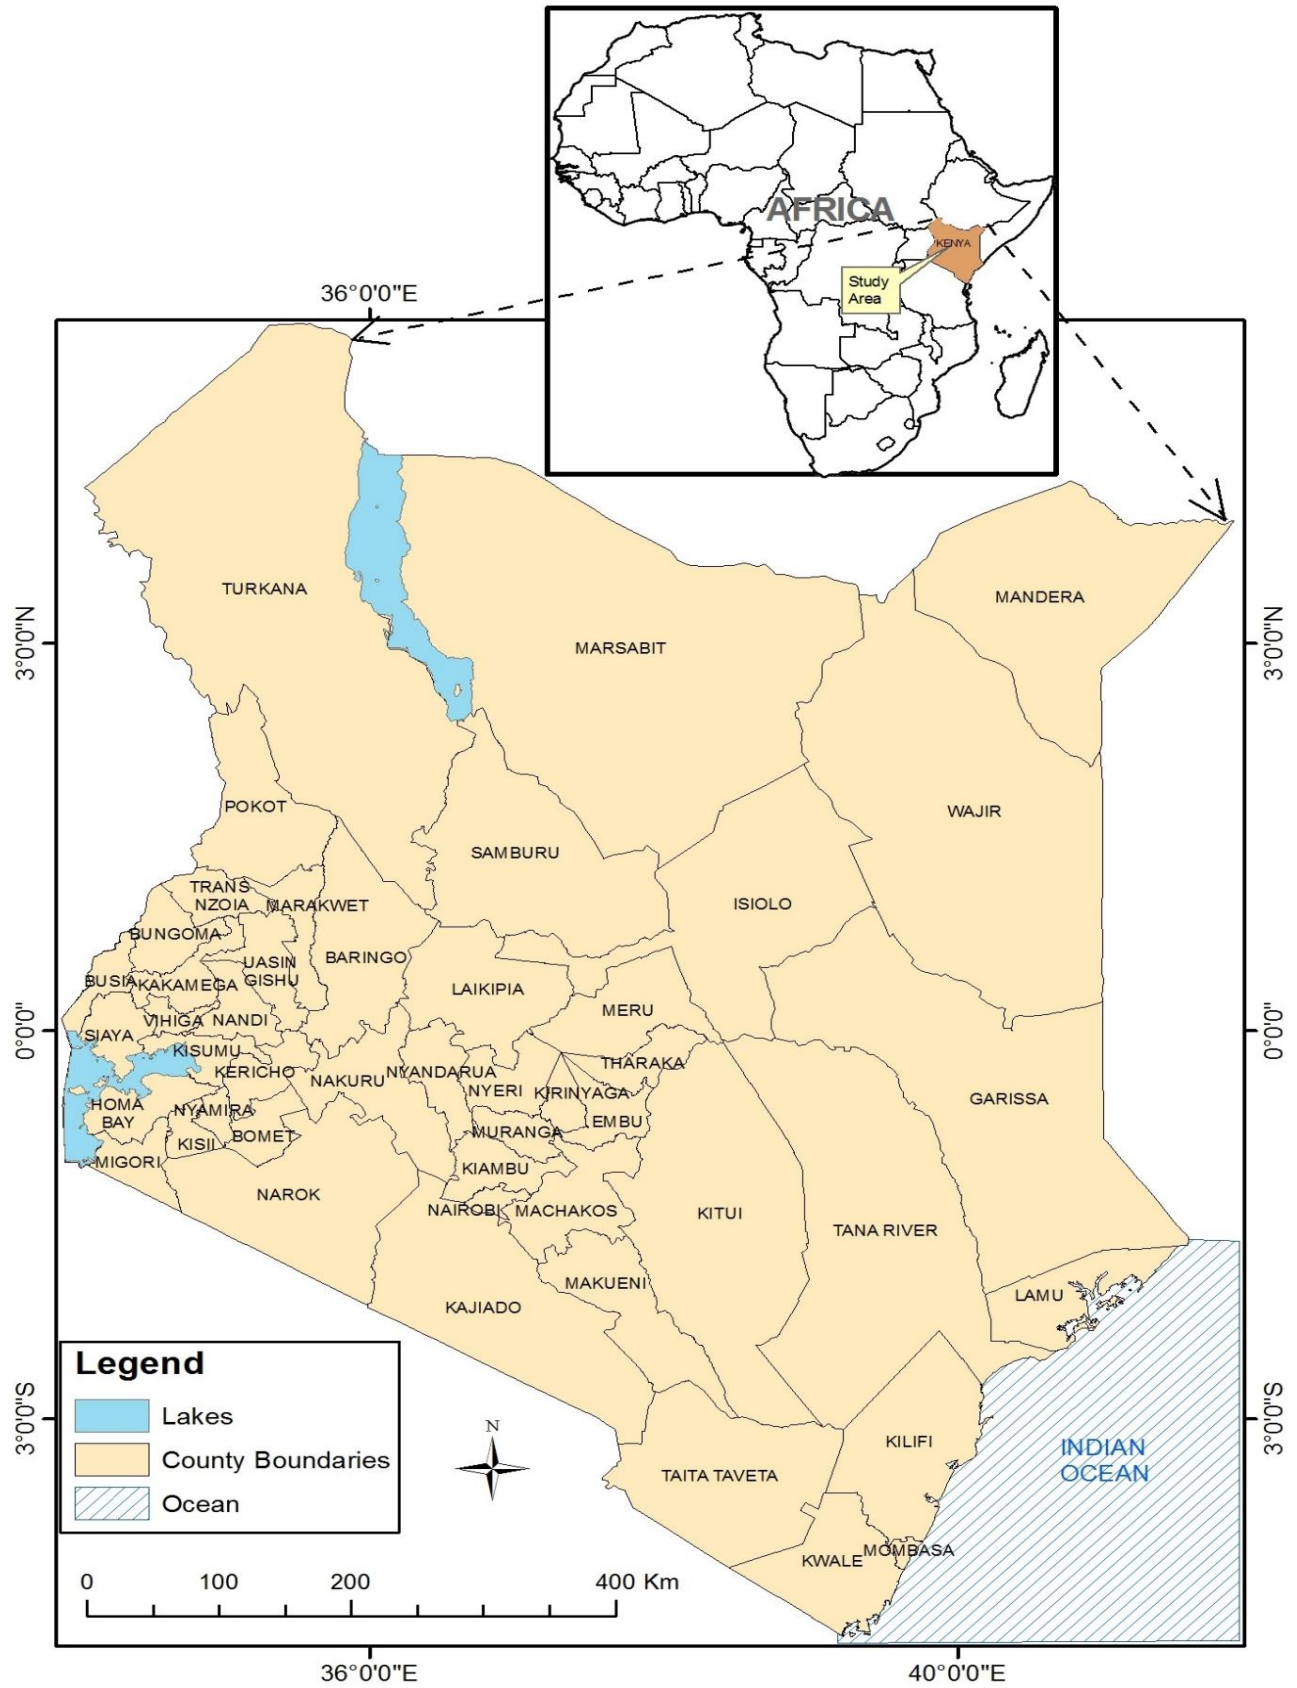 AFRICA
KENYA
Study
Area
36°0'0"E
TURKANA
MANDERA
3°0'0"N
3°0'0"N
MARSABIT
POKOT
WAJIR
SAMBURU
TRANS
NZOIA
MARAKWET
ISIOLO
BUNGOMA
BARINGO
UASIN
GISHU
BUSIA
KAKAMEGA
LAIKIPIA
MERU
VIHIGA
NANDI
SIAYA
0°0'0"
0°0'0"
KISUMU
KERICHO
NAKURU
NYANDARUA
THARAKA
NYERI
KIRINYAGA
GARISSA
HOMA
BAY
NYAMIRA
EMBU
KISII
BOMET
MURANGA
MIGORI
KIAMBU
NAROK
NAIROBI
MACHAKOS
KITUI
TANA RIVER
MAKUENI
LAMU
KAJIADO
Legend
Lakes
County Boundaries
Ocean
N
3°0'0"S
3°0'0"S
KILIFI
INDIAN
OCEAN
TAITA TAVETA
MOMBASA
KWALE
0 100 200 400 Km
36°0'0"E
40°0'0"E